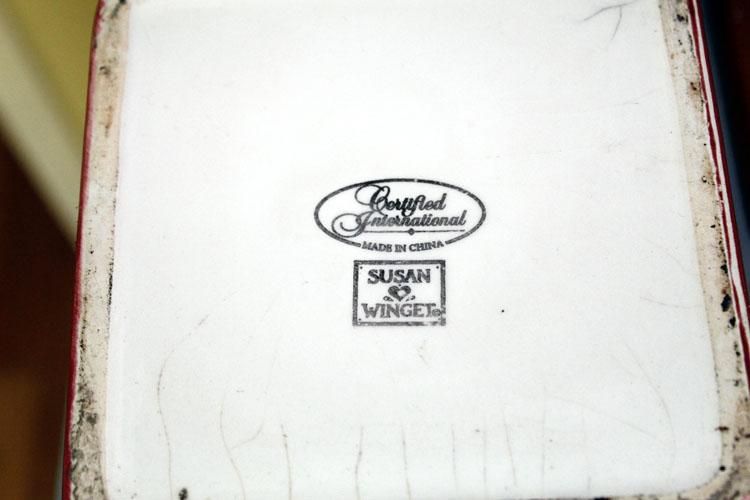 Certified
International
MADE IN CHINA
SUSAN
WINGET